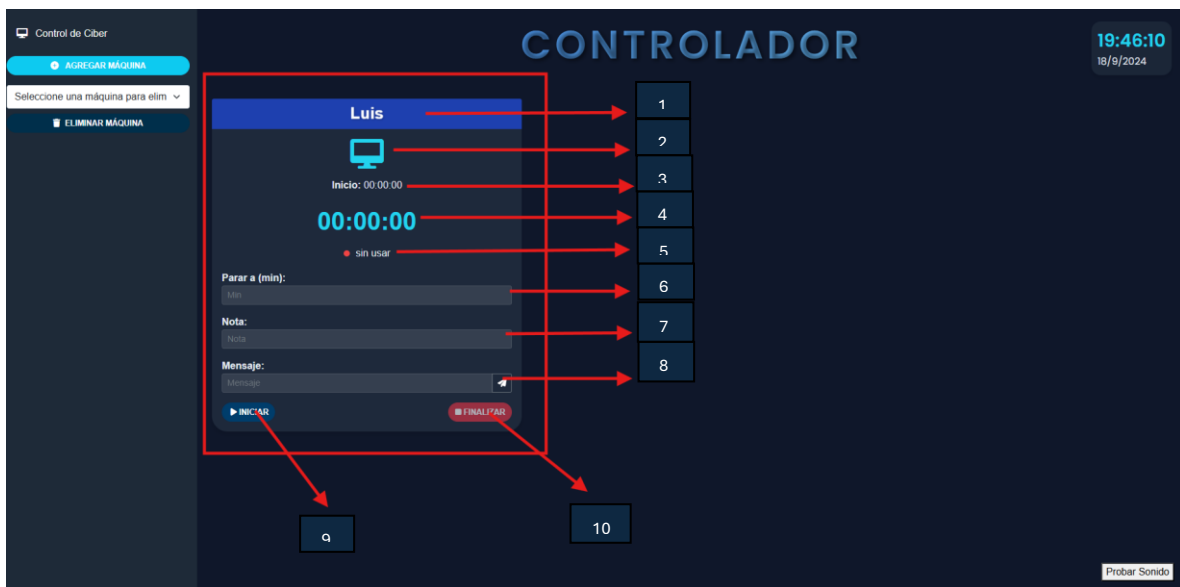 Control de Ciber
AGREGAR MÁQUINA
Seleccione una máquina para elim
ELIMINAR MÁQUINA
CONTROLADOR
19:46:10
18/9/2024
Luis
Inicio: 00:00:00
00:00:00
sin usar
Parar a (min):
Min
Nota:
Nota
Mensaje:
Mensaje
INICIAR
FINALIZAR
1
2
3
4
5
6
7
8
9
10
Probar Sonido